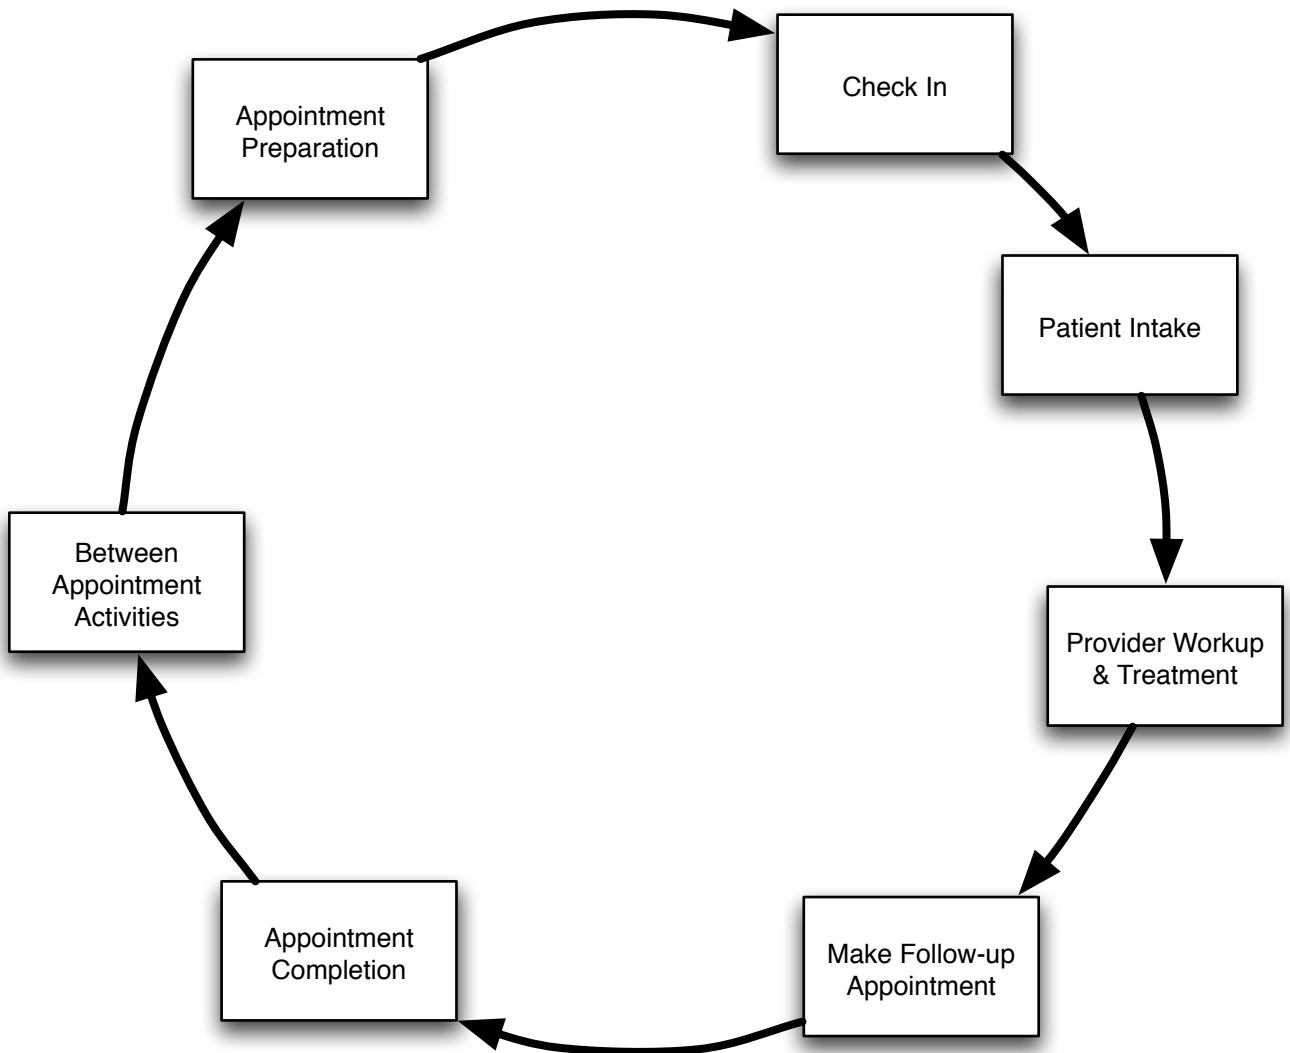 Appointment
Preparation
Check In
Patient Intake
Provider Workup
& Treatment
Make Follow-up
Appointment
Appointment
Completion
Between
Appointment
Activities